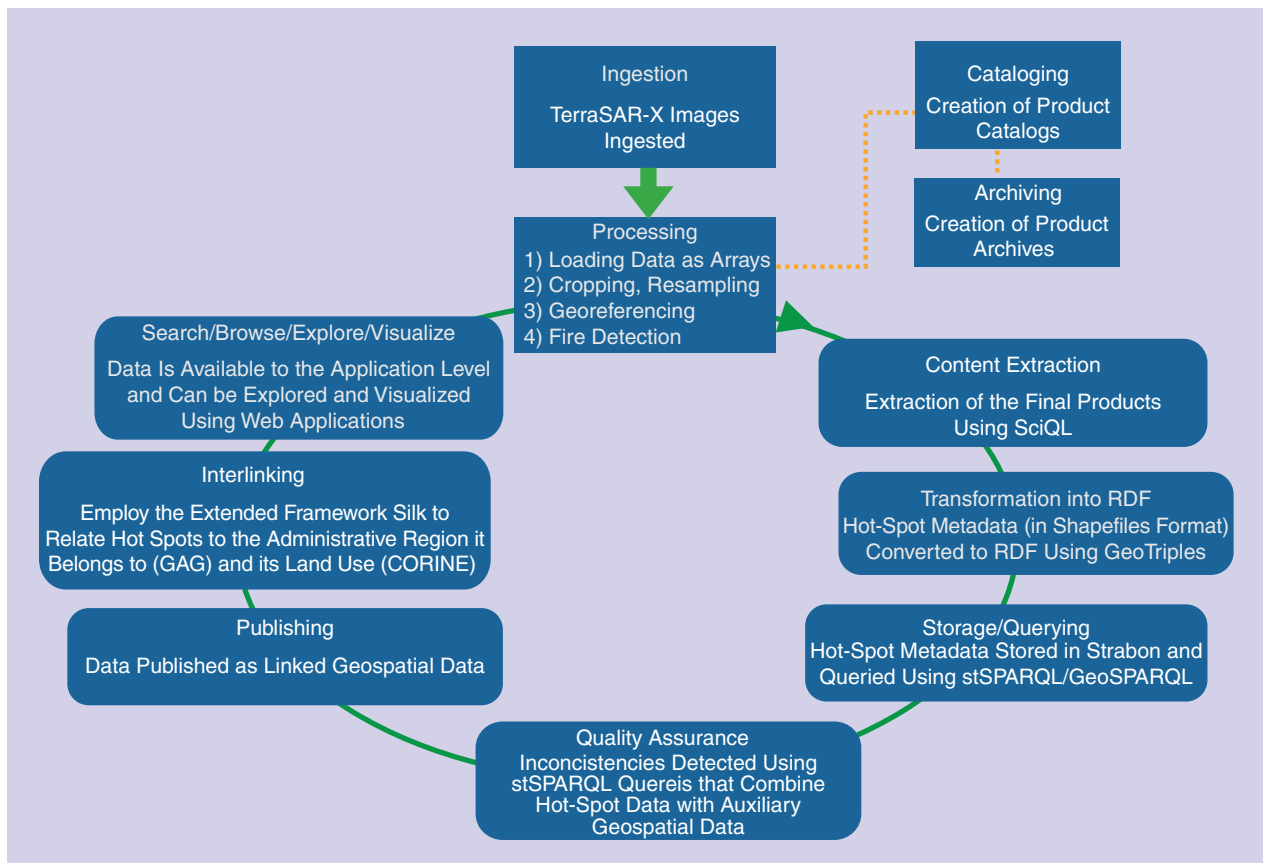 Ingestion
TerraSAR-X Images
Ingested
Cataloging
Creation of Product
Catalogs
Archiving
Creation of Product
Archives
Processing
1) Loading Data as Arrays
2) Cropping, Resampling
3) Georeferencing
4) Fire Detection
Content Extraction
Extraction of the Final Products
Using SciQL
Transformation into RDF
Hot-Spot Metadata (in Shapefiles Format)
Converted to RDF Using GeoTriples
Storage/Querying
Hot-Spot Metadata Stored in Strabon and
Queried Using stSPARQL/GeoSPARQL
Quality Assurance
Inconcistencies Detected Using
stSPARQL Quereis that Combine
Hot-Spot Data with Auxiliary
Geospatial Data
Publishing
Data Published as Linked Geospatial Data
Interlinking
Employ the Extended Framework Silk to
Relate Hot Spots to the Administrative Region it
Belongs to (GAG) and its Land Use (CORINE)
Search/Browse/Explore/Visualize
Data Is Available to the Application Level
and Can be Explored and Visualized
Using Web Applications